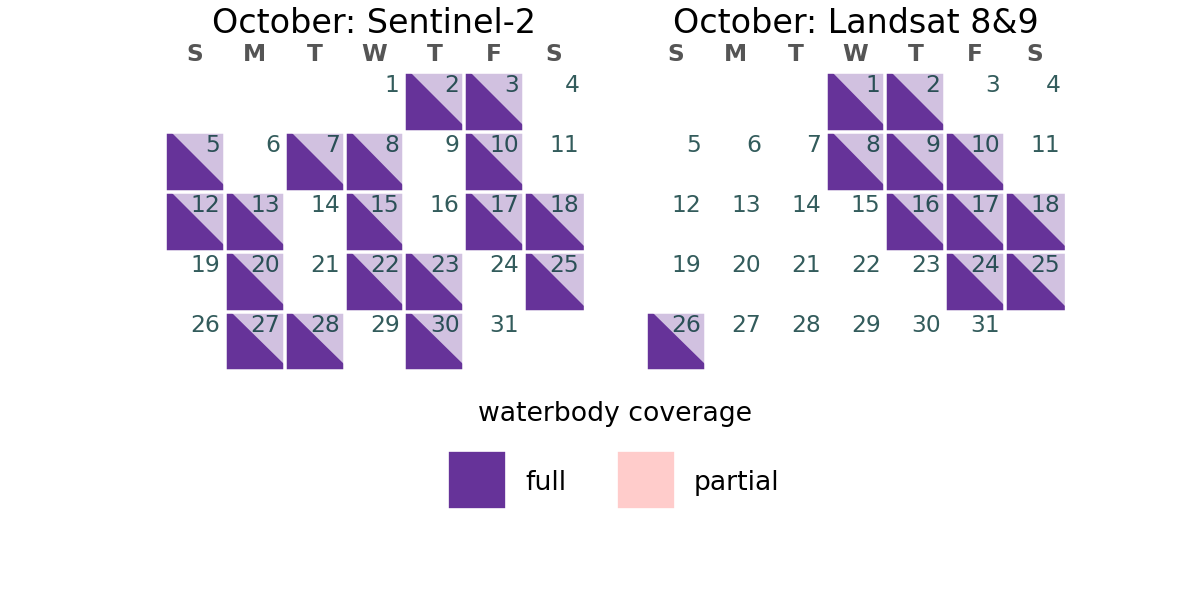 October: Sentinel-2
S M T W T F S
1 2 3 4
5 6 7 8 9 10 11
12 13 14 15 16 17 18
19 20 21 22 23 24 25
26 27 28 29 30 31
October: Landsat 8&9
S M T W T F S
1 2 3 4
5 6 7 8 9 10 11
12 13 14 15 16 17 18
19 20 21 22 23 24 25
26 27 28 29 30 31
waterbody coverage
full partial